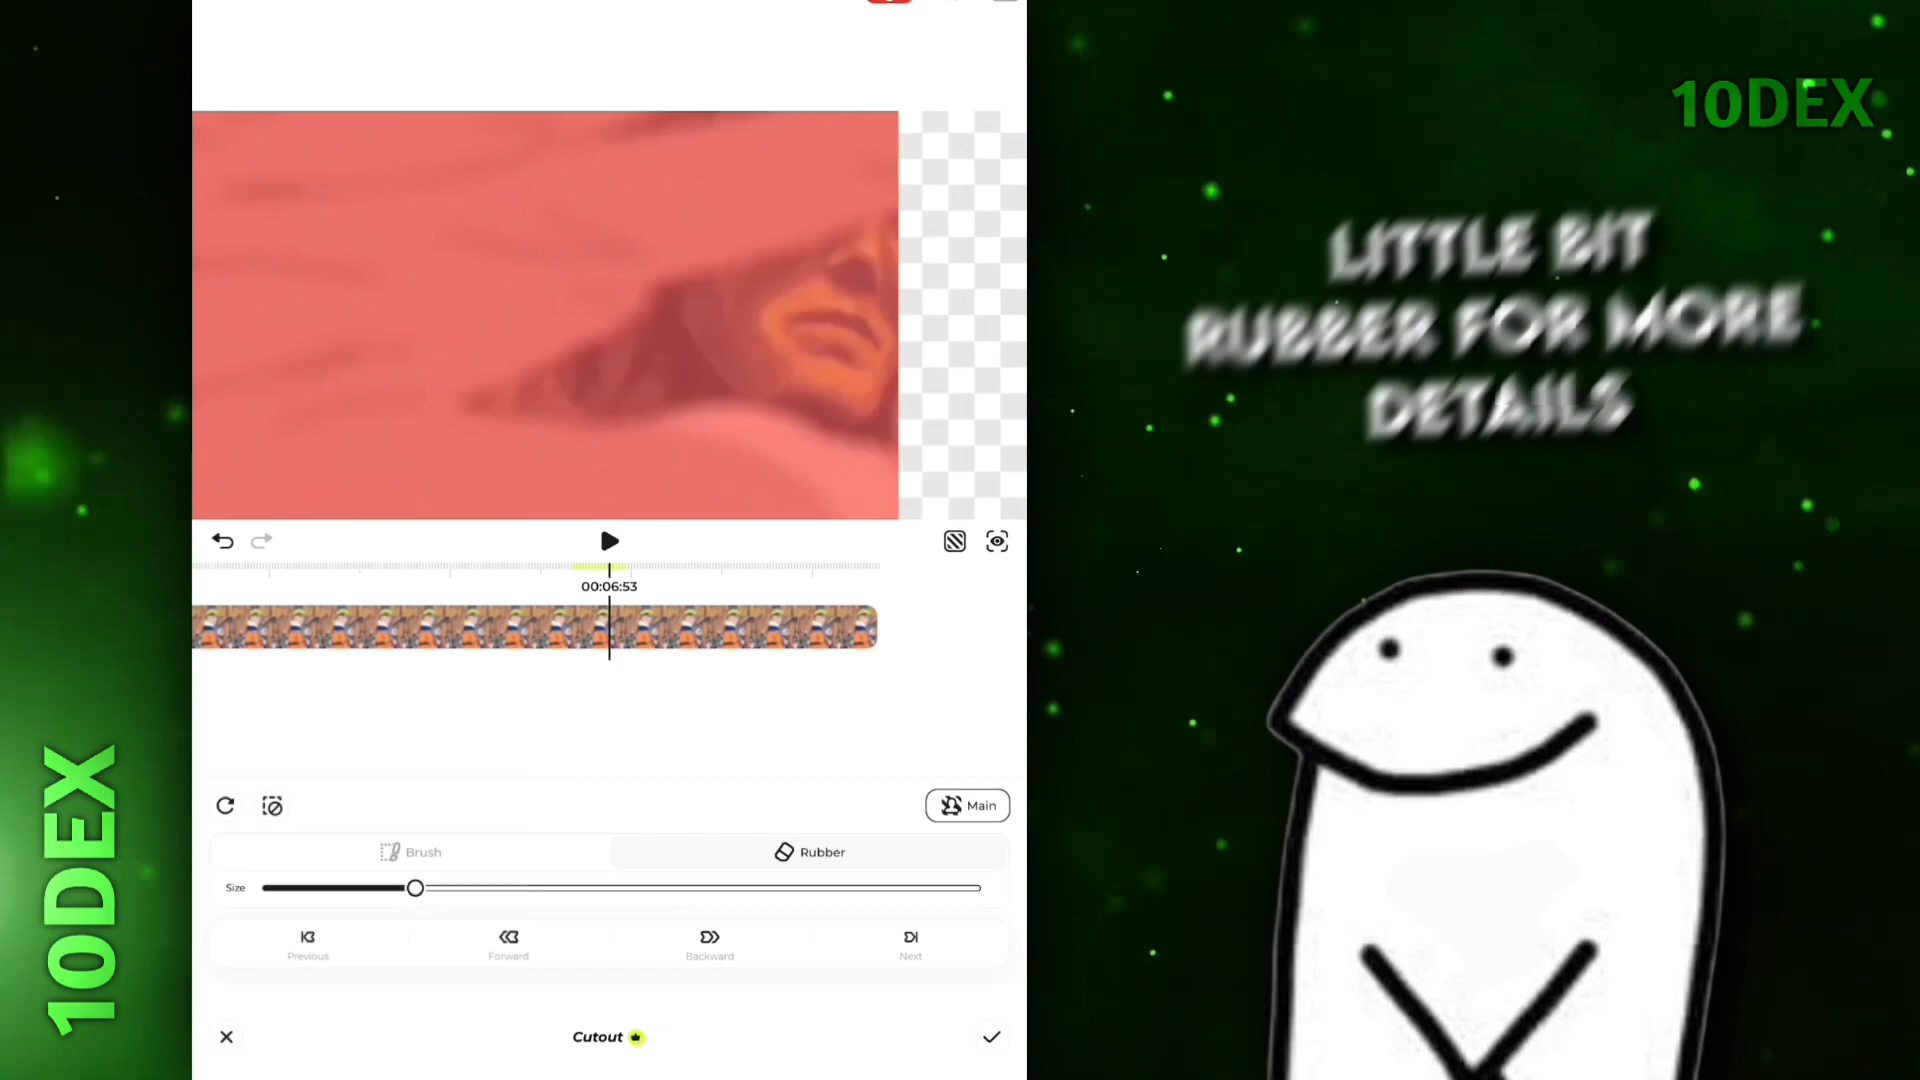 10DEX
LITTLE BIT
RUBBER FOR MORE
DETAILS
00:06:53
Main
Brush
Rubber
Size
Previous
Forward
Backward
Next
Cutout
10DEX